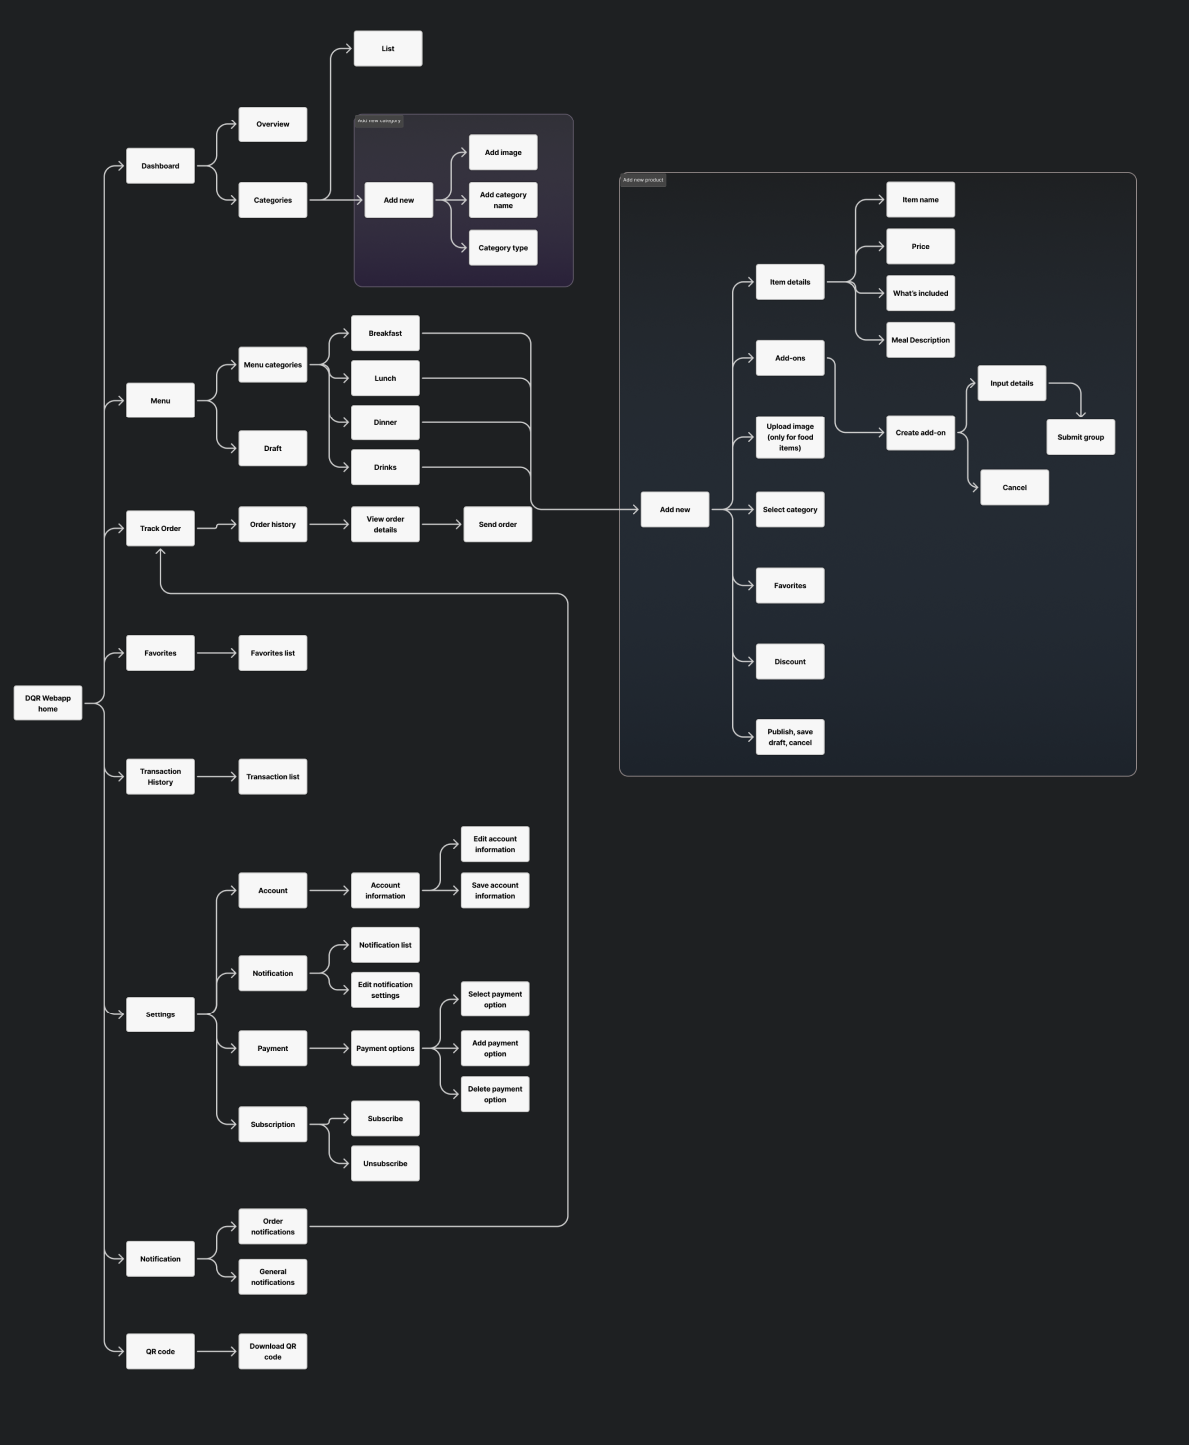 List
Overview
Add new category
Dashboard
Add image
Categories
Add new
Add category
name
Category type
Add new product
Item name
Price
Item details
What's included
Meal Description
Breakfast
Menu categories
Lunch
Menu
Dinner
Draft
Drinks
Add-ons
Input details
Upload image
(only for food
items)
Create add-on
Submit group
Cancel
Track Order
Order history
View order
details
Send order
Add new
Select category
Favorites
Favorites
Favorites list
Discount
DQR Webapp
home
Publish, save
draft, cancel
Transaction
History
Transaction list
Edit account
information
Account
Account
information
Save account
information
Notification list
Notification
Edit notification
settings
Select payment
option
Settings
Payment
Payment options
Add payment
option
Delete payment
option
Subscription
Subscribe
Unsubscribe
Order
notifications
Notification
General
notifications
QR code
Download QR
code